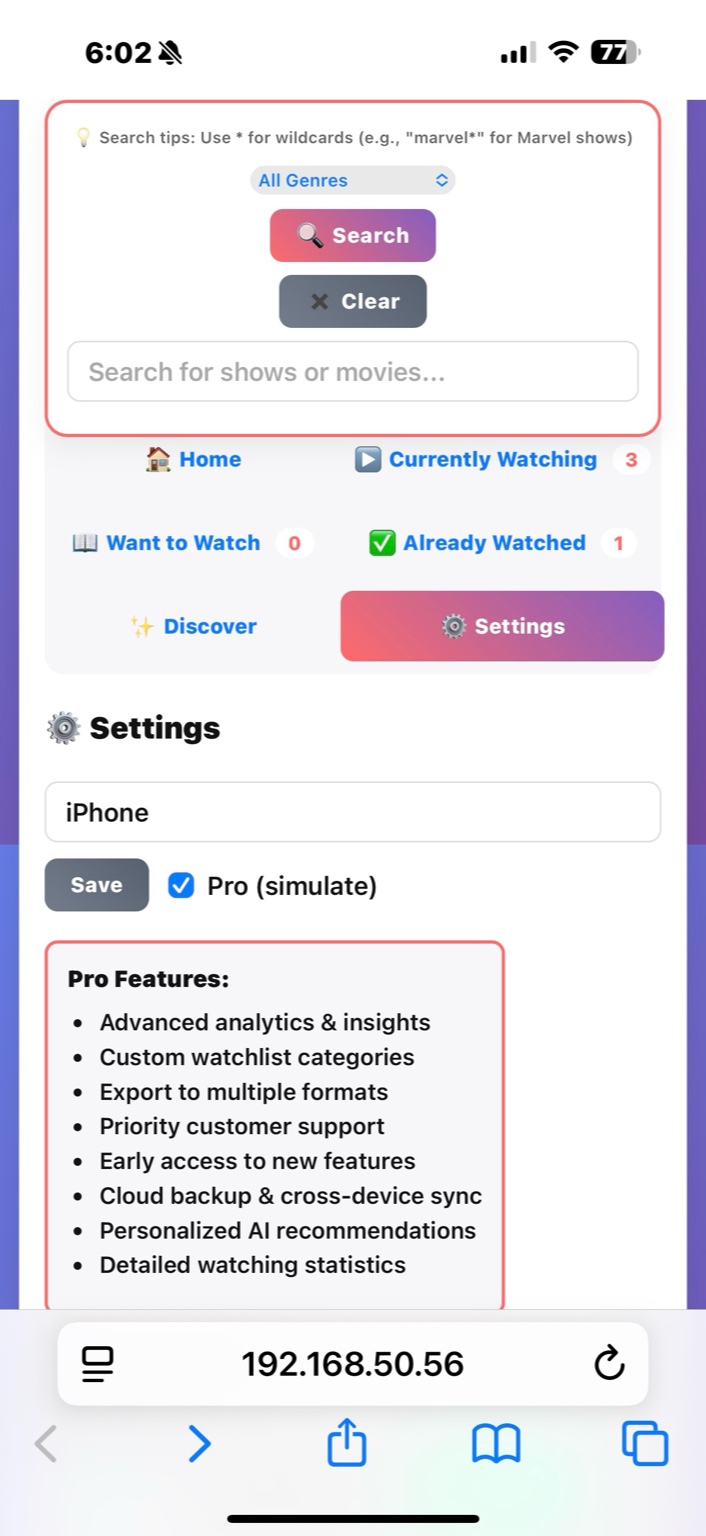 6:02
77
Search tips: Use * for wildcards (e.g., "marvel*" for Marvel shows)
All Genres
Search
Clear
Search for shows or movies...
Home
Currently Watching 3
Want to Watch 0
Already Watched 1
Discover
Settings
Settings
iPhone
Save
Pro (simulate)
Pro Features:
• Advanced analytics & insights
• Custom watchlist categories
• Export to multiple formats
• Priority customer support
• Early access to new features
• Cloud backup & cross-device sync
• Personalized AI recommendations
• Detailed watching statistics
192.168.50.56